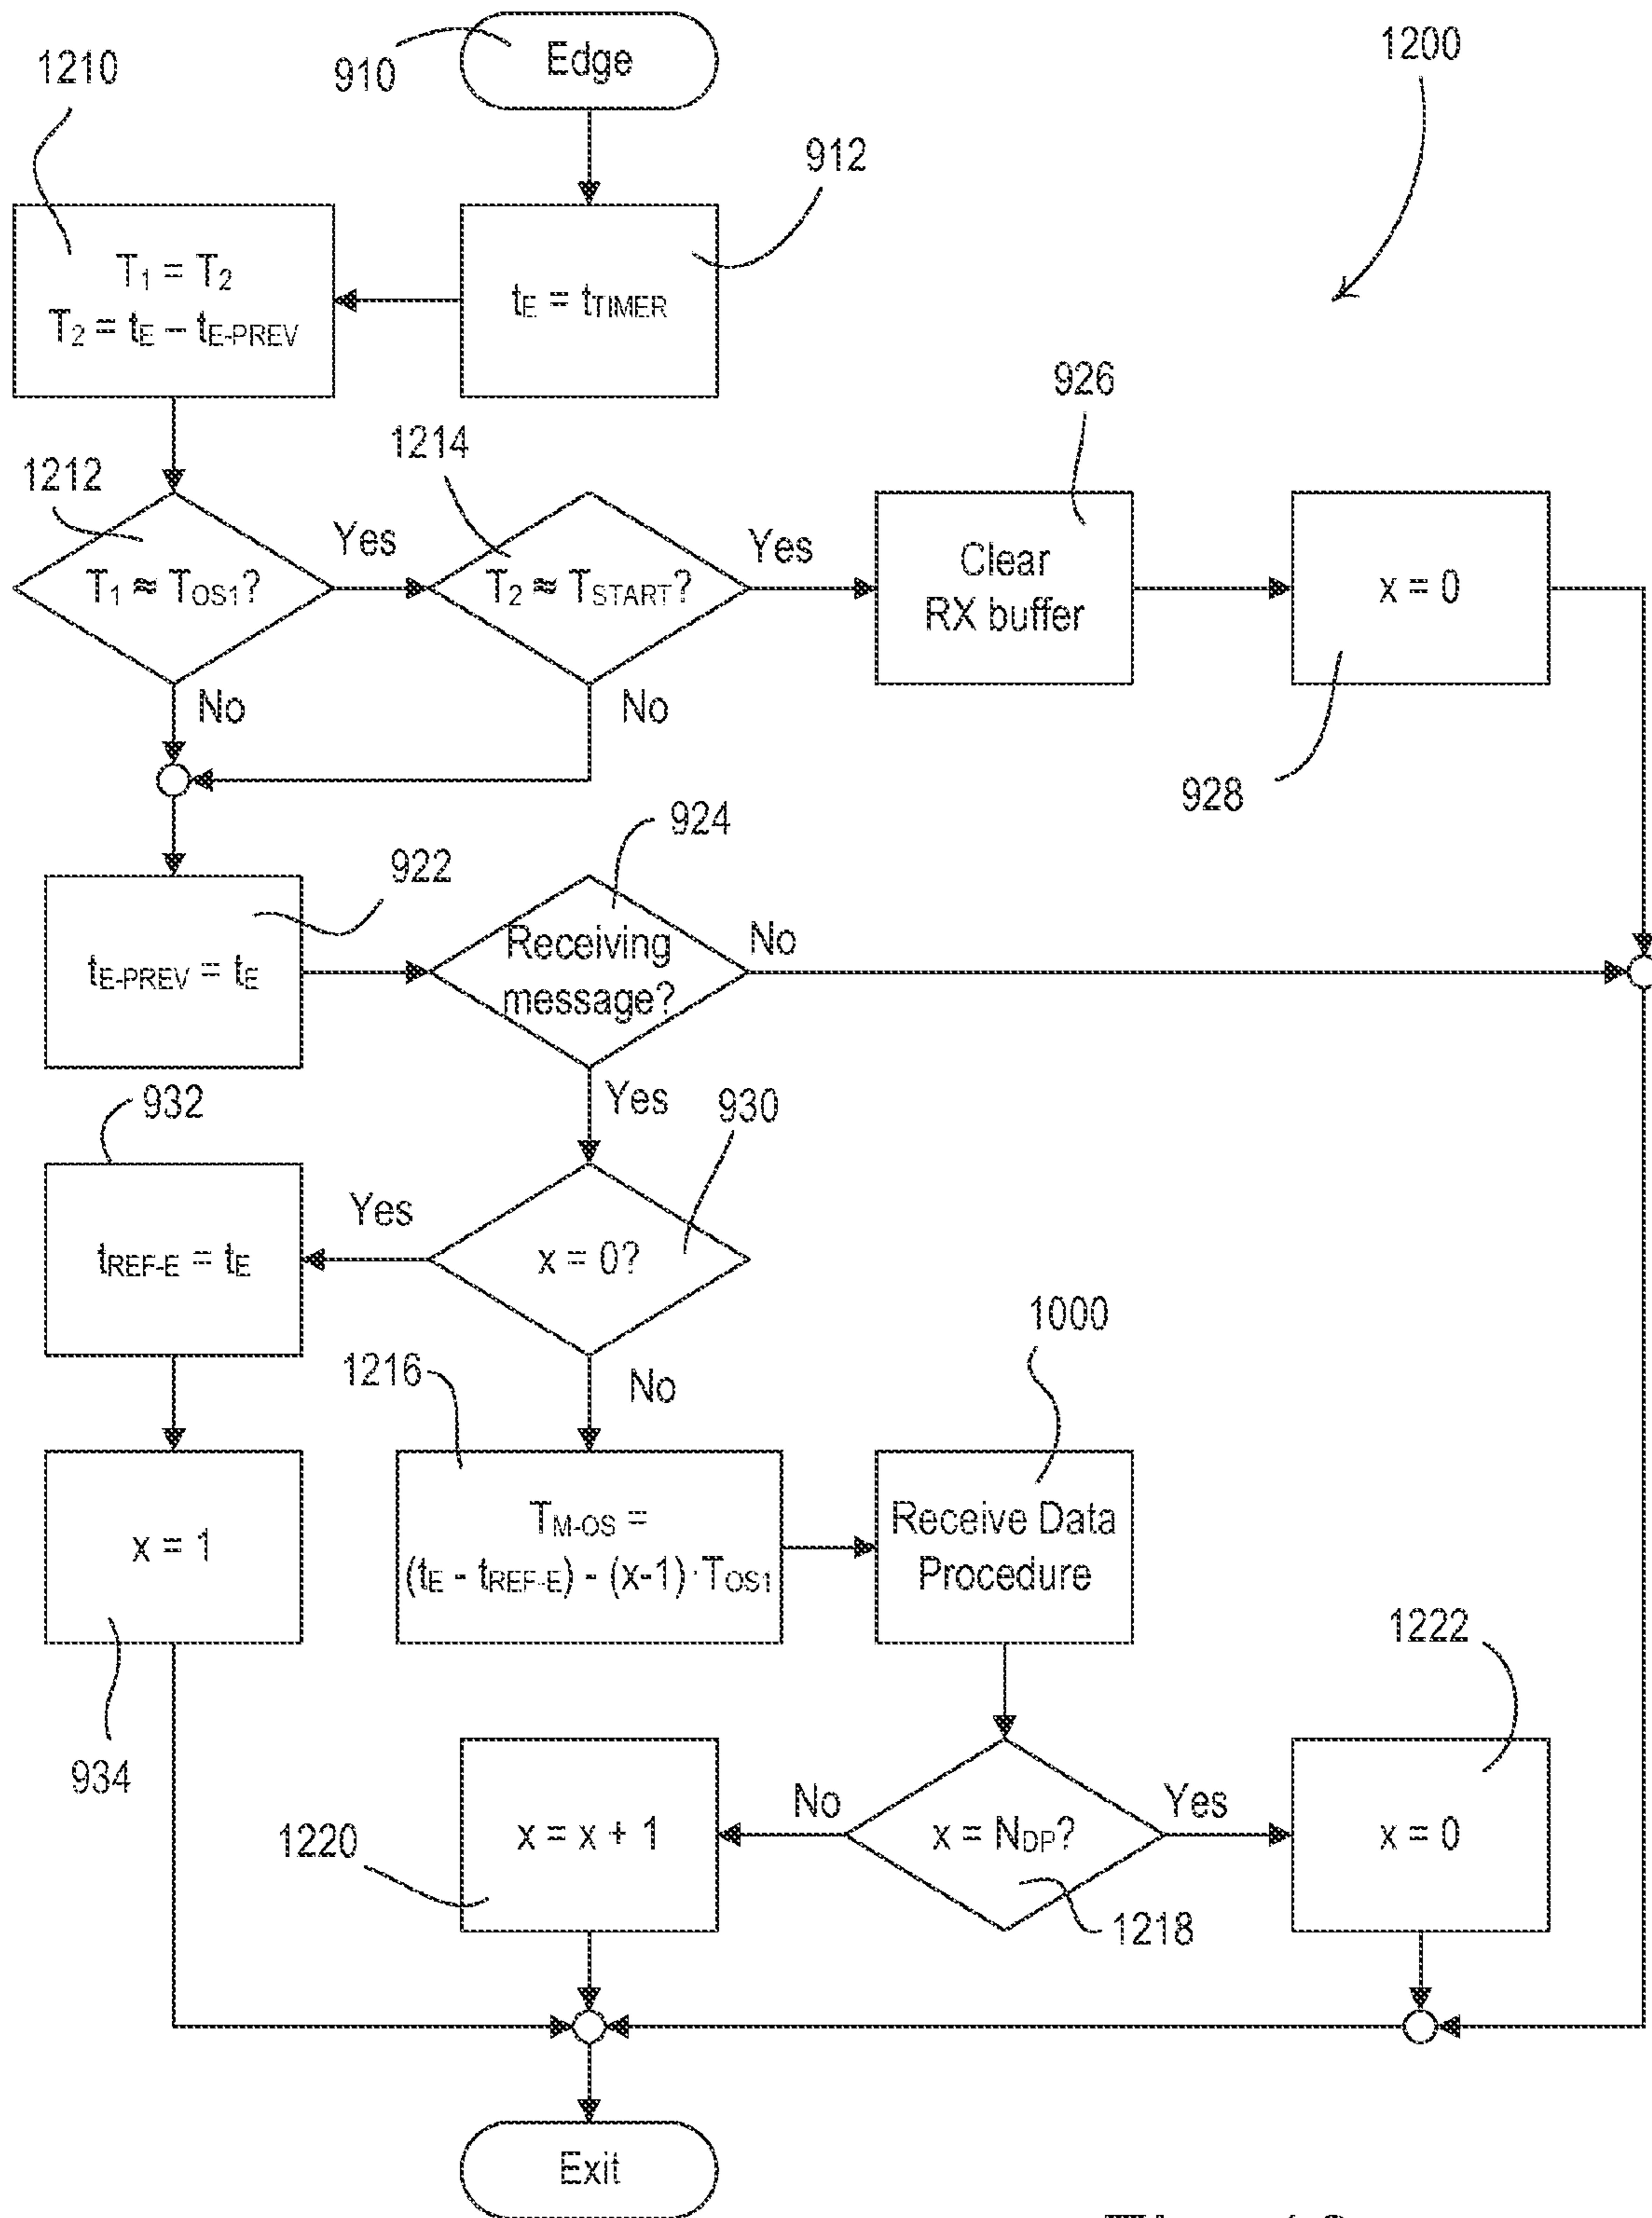 1210
910
Edge
1200
912
T₁ = T₂
T₂ = tE – tE-PREV
tE = tTIMER
926
1214
1212
Yes
Yes
T₁ ≈ TOS1?
T₂ ≈ TSTART?
Clear
RX buffer
x = 0
No
No
928
924
922
tE-PREV = tE
Receiving
message?
No
932
Yes
930
Yes
tREF-E = tE
x = 0?
1000
1216
No
x = 1
TM-OS =
(tE - tREF-E) - (x-1)·TOS1
Receive Data
Procedure
1222
934
No
Yes
1220
x = x + 1
x = NDP?
x = 0
1218
Exit